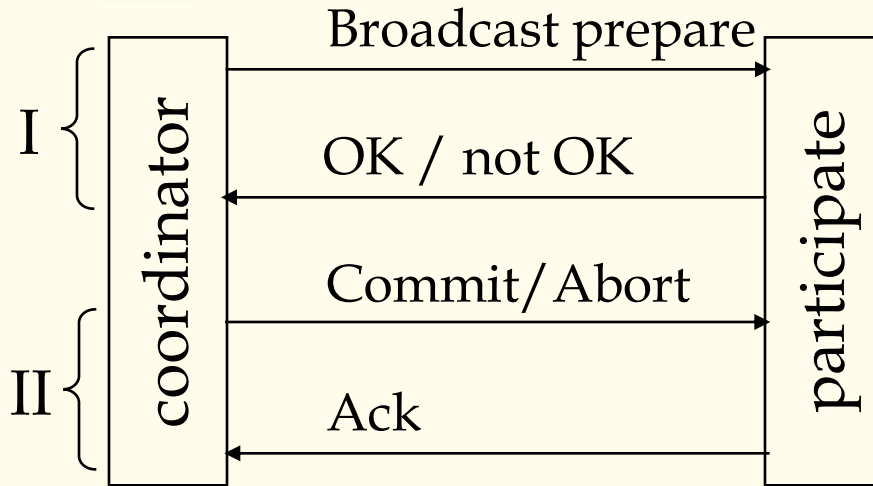 Broadcast prepare
I
coordinator
participate
OK / not OK
Commit/Abort
II
Ack